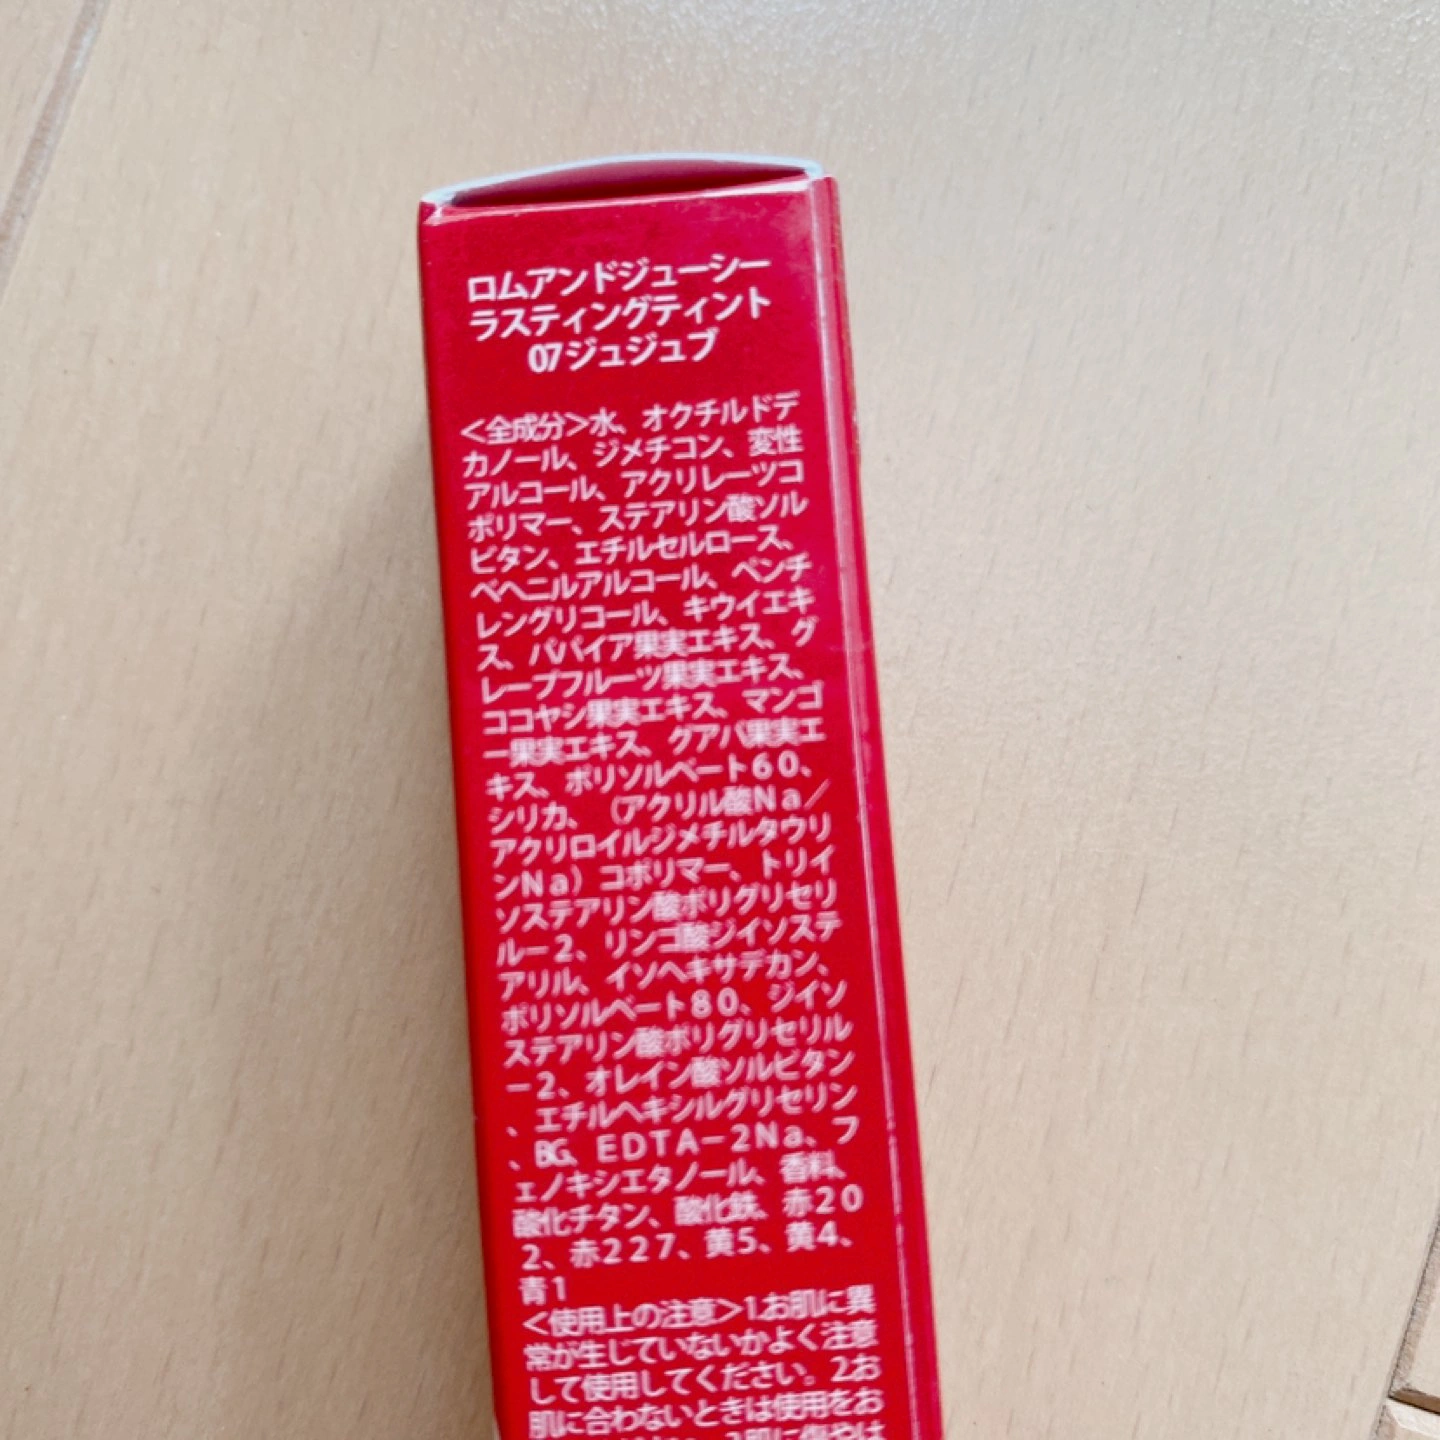 ロムアンドジューシー
ラスティングティント
07ジュジュブ
＜全成分＞水、オクチルドデ
カノール、ジメチコン、変性
アルコール、アクリレーツコ
ポリマー、ステアリン酸ソル
ビタン、エチルセルロース、
ベヘニルアルコール、ペンチ
レングリコール、キウイエキ
ス、パパイア果実エキス、グ
レープフルーツ果実エキス、
ココヤシ果実エキス、マンゴ
ー果実エキス、グアバ果実エ
キス、ポリソルベート６０、
シリカ、（アクリル酸Ｎａ／
アクリロイルジメチルタウリ
ンＮａ）コポリマー、トリイ
ソステアリン酸ポリグリセリ
ルー２、リンゴ酸ジイソステ
アリル、イソヘキサデカン、
ポリソルベート８０、ジイソ
ステアリン酸ポリグリセリル
ー２、オレイン酸ソルビタン
、エチルヘキシルグリセリン
、BG、ＥＤＴＡー２Ｎａ、フ
ェノキシエタノール、香料、
酸化チタン、酸化鉄、赤２０
２、赤２２７、黄５、黄４、
青１
＜使用上の注意＞1.お肌に異
常が生じていないかよく注意
して使用してください。2.お
肌に合わないときは使用をお